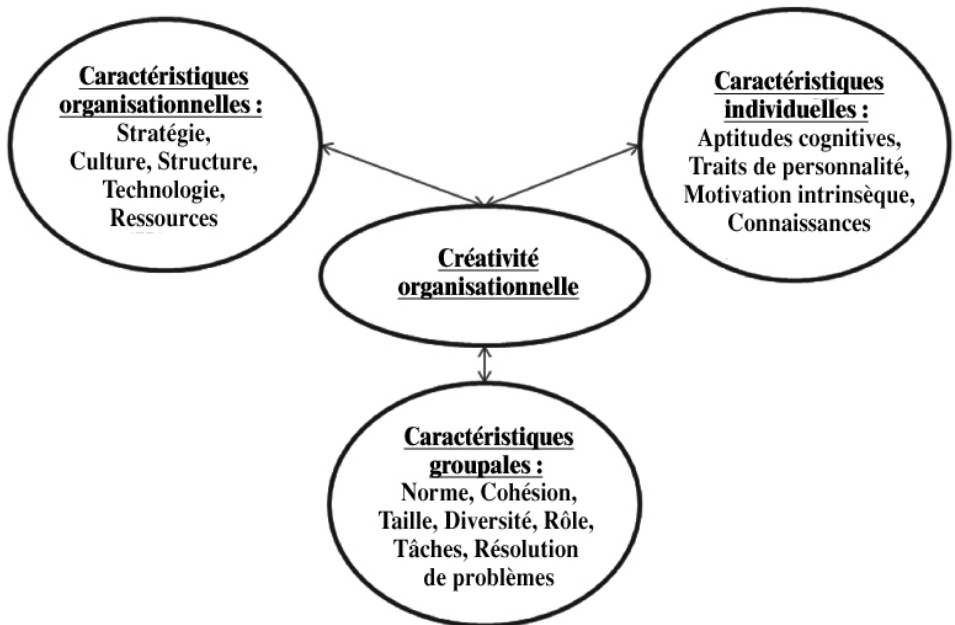 Caractéristiques
organisationnelles :
Stratégie,
Culture, Structure,
Technologie,
Ressources
Caractéristiques
individuelles :
Aptitudes cognitives,
Traits de personnalité,
Motivation intrinsèque,
Connaissances
Créativité
organisationnelle
Caractéristiques
groupales :
Norme, Cohésion,
Taille, Diversité, Rôle,
Tâches, Résolution
de problèmes